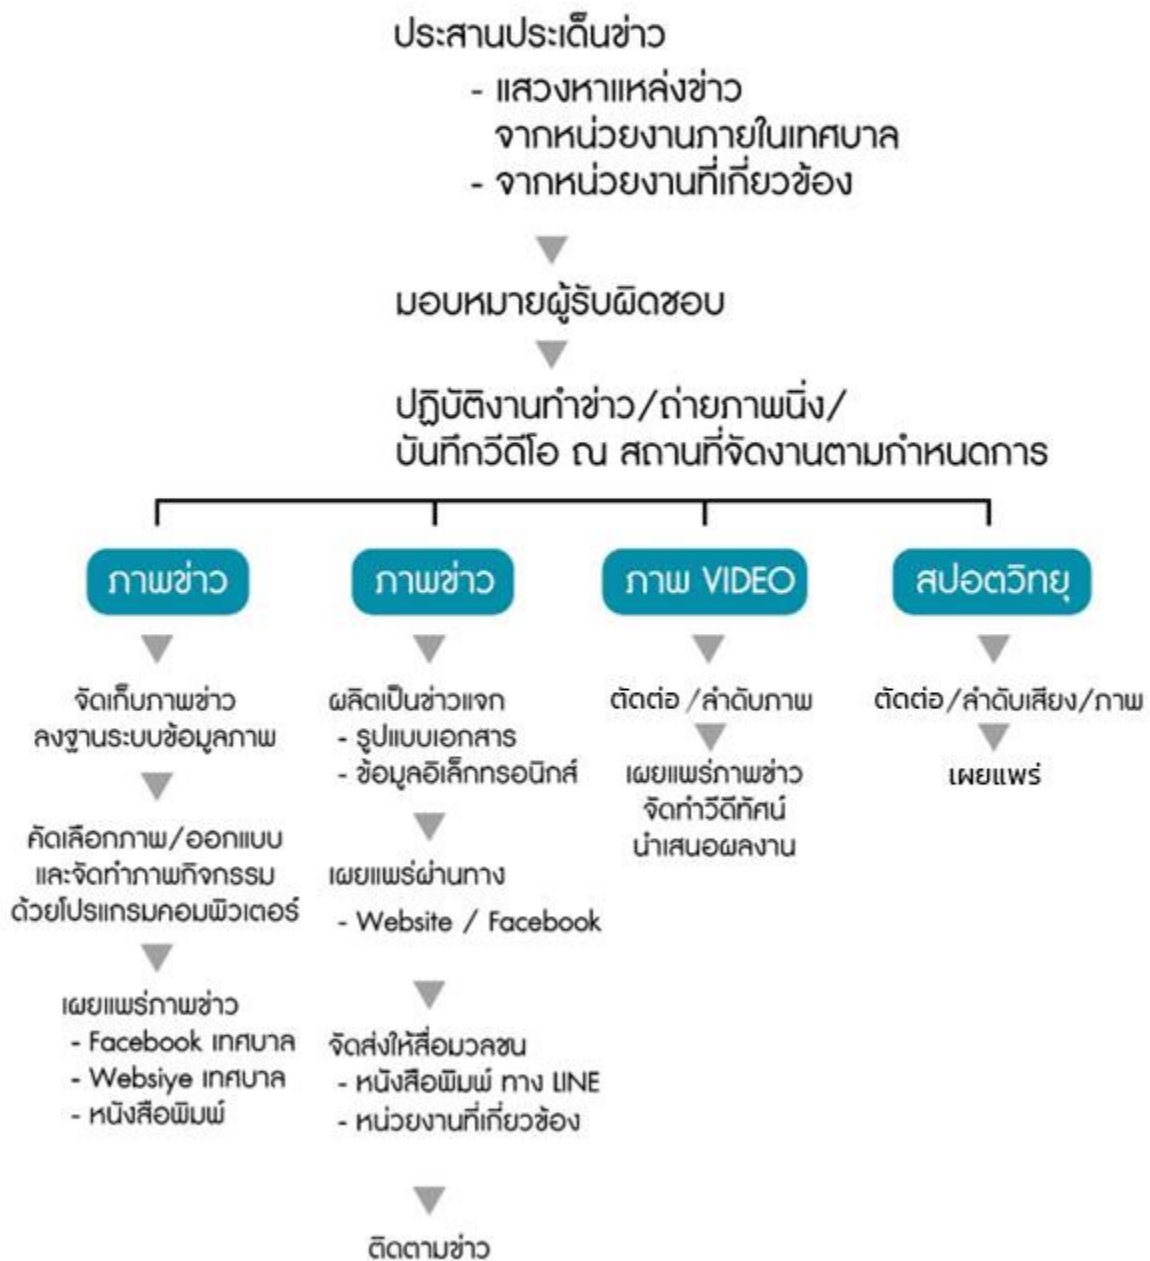 ประสานประเด็นข่าว
- แสวงหาแหล่งข่าว
จากหน่วยงานภายในเทศบาล
- จากหน่วยงานที่เกี่ยวข้อง
มอบหมายผู้รับผิดชอบ
ปฏิบัติงานทำข่าว/ถ่ายภาพนิ่ง/
บันทึกวีดีโอ ณ สถานที่จัดงานตามกำหนดการ
ภาพข่าว
จัดเก็บภาพข่าว
ลงฐานระบบข้อมูลภาพ
คัดเลือกภาพ/ออกแบบ
และจัดทำภาพกิจกรรม
ด้วยโปรแกรมคอมพิวเตอร์
เผยแพร่ภาพข่าว
- Facebook เทศบาล
- Websiye เทศบาล
- หนังสือพิมพ์
ภาพข่าว
ผลิตเป็นข่าวแจก
- รูปแบบเอกสาร
- ข้อมูลอิเล็กทรอนิกส์
เผยแพร่ผ่านทาง
- Website / Facebook
จัดส่งให้สื่อมวลชน
- หนังสือพิมพ์ ทาง LINE
- หน่วยงานที่เกี่ยวข้อง
ติดตามข่าว
ภาพ VIDEO
ตัดต่อ /ลำดับภาพ
เผยแพร่ภาพข่าว
จัดทำวีดีทัศน์
นำเสนอผลงาน
สปอตวิทยุ
ตัดต่อ/ลำดับเสียง/ภาพ
เผยแพร่